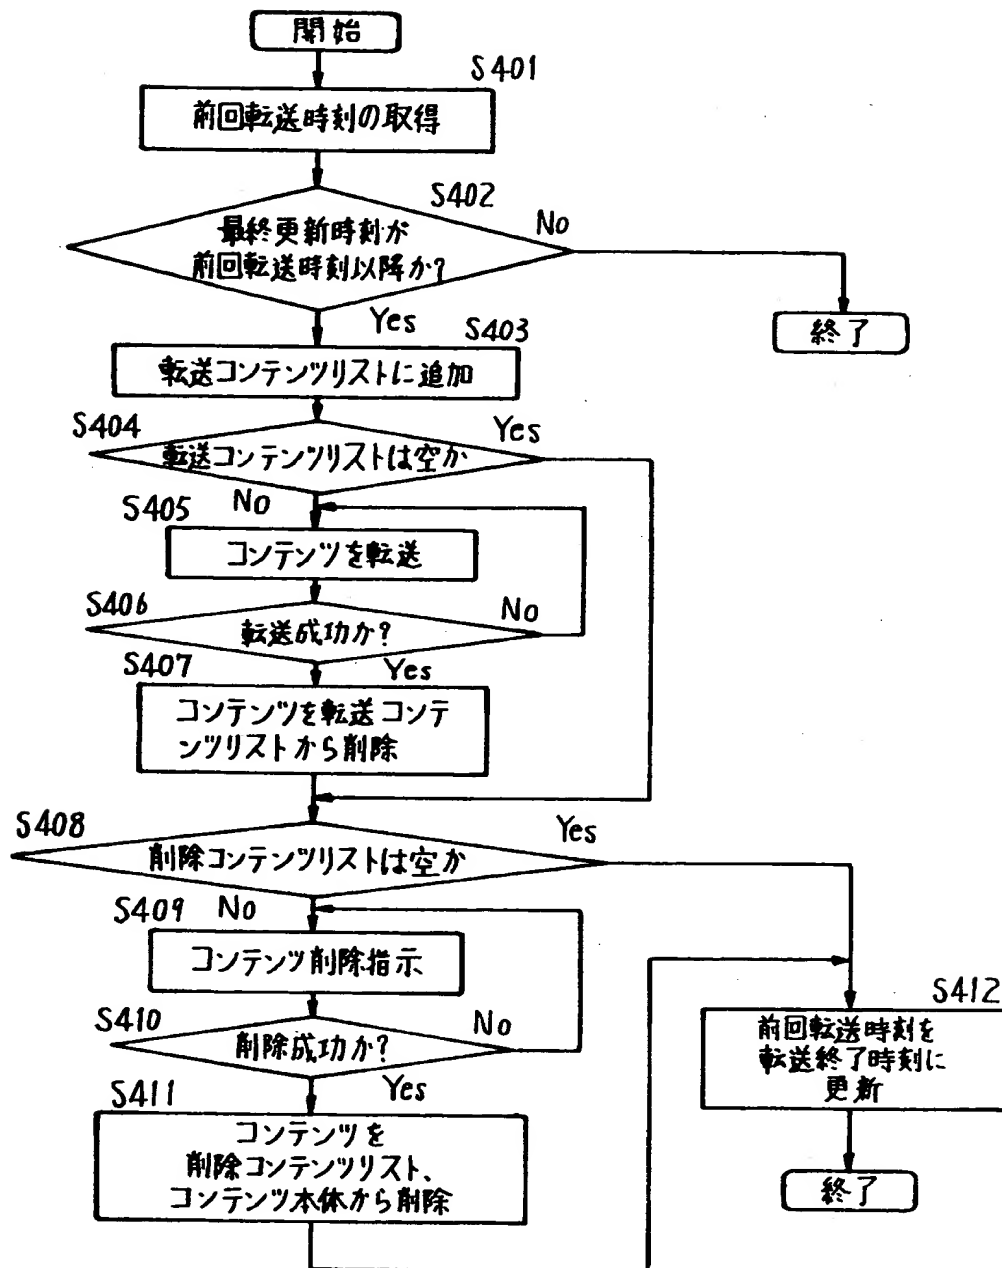 開始
S401
前回転送時刻の取得
S402
最終更新時刻が
前回転送時刻以降か?
No
終了
Yes
S403
転送コンテンツリストに追加
S404
転送コンテンツリストは空か
Yes
No
S405
コンテンツを転送
S406
転送成功か?
No
Yes
S407
コンテンツを転送コンテ
ンツリストから削除
S408
削除コンテンツリストは空か
Yes
No
S409
コンテンツ削除指示
S410
削除成功か?
No
Yes
S411
コンテンツを
削除コンテンツリスト、
コンテンツ本体から削除
S412
前回転送時刻を
転送終了時刻に
更新
終了